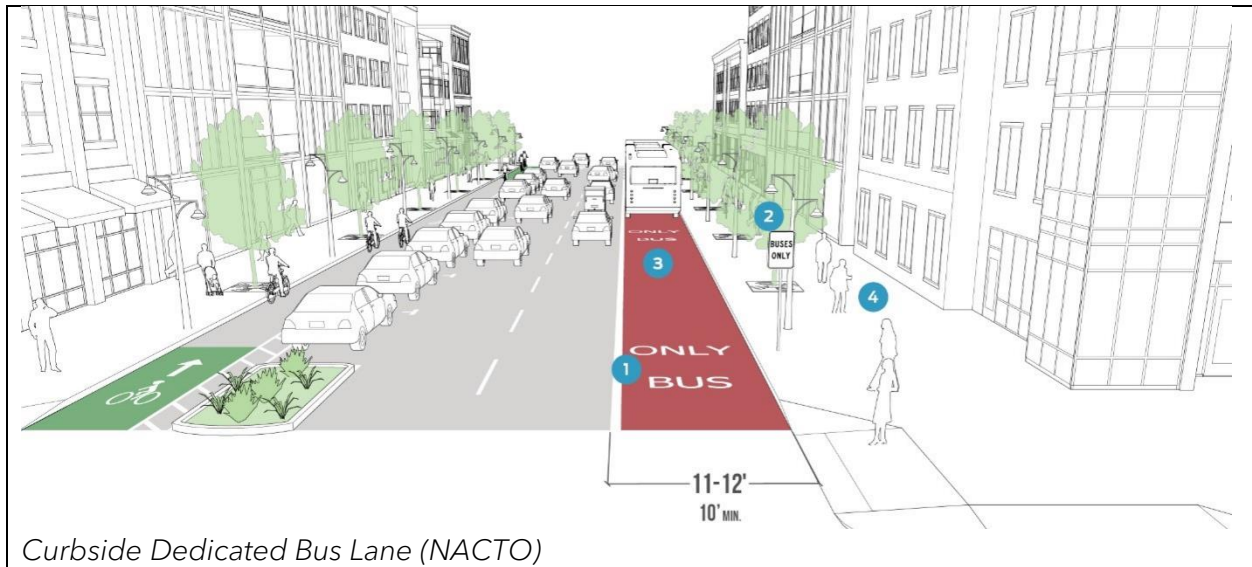 2
BUSES
ONLY
ONLY
BUS
3
4
ONLY
1
BUS
11-12'
10' MIN.
Curbside Dedicated Bus Lane (NACTO)